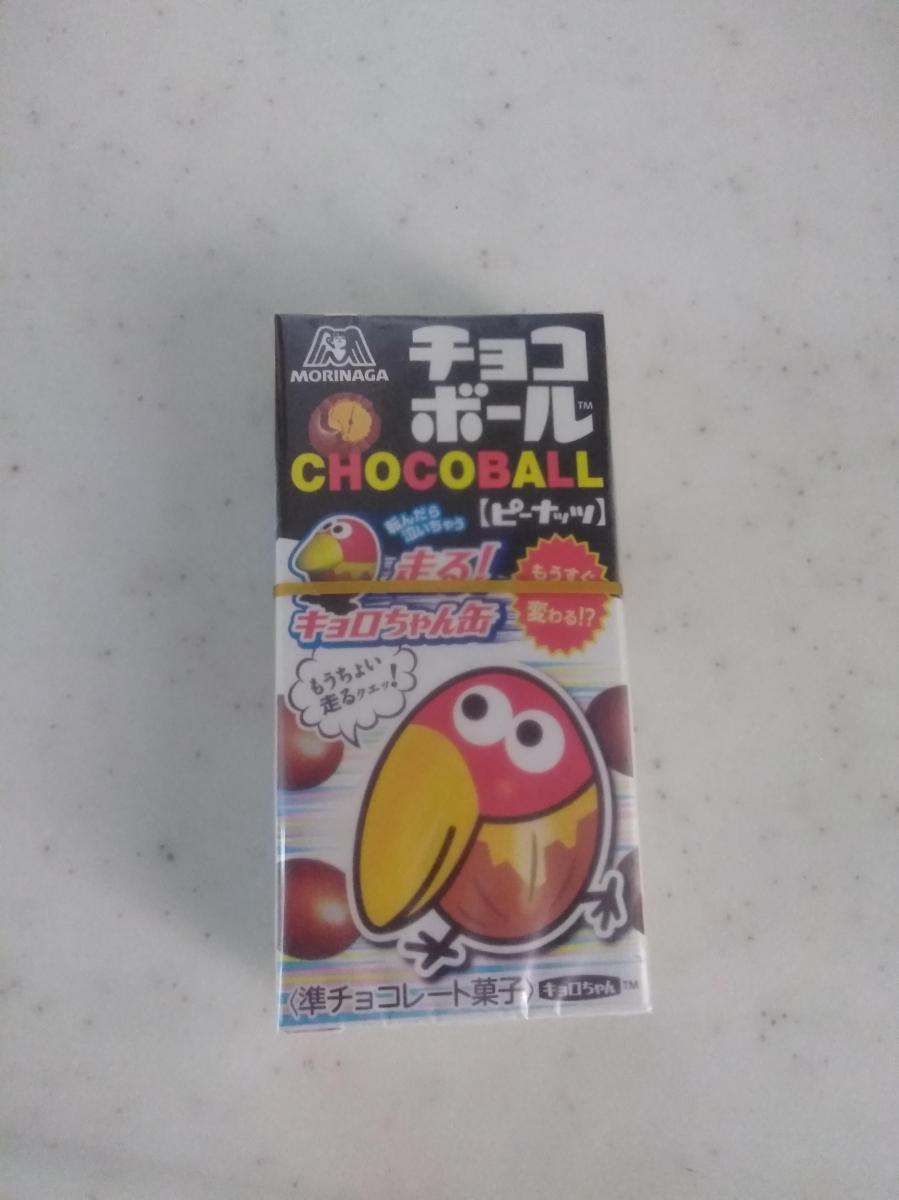 MORINAGA
チョコ
ボール™
CHOCOBALL
【ピーナッツ】
転んだら
泣いちゃう
走る!
キョロちゃん缶
もうすぐ
変わる!?
もうちょい
走るクエッ!
〈準チョコレート菓子〉
キョロちゃん™